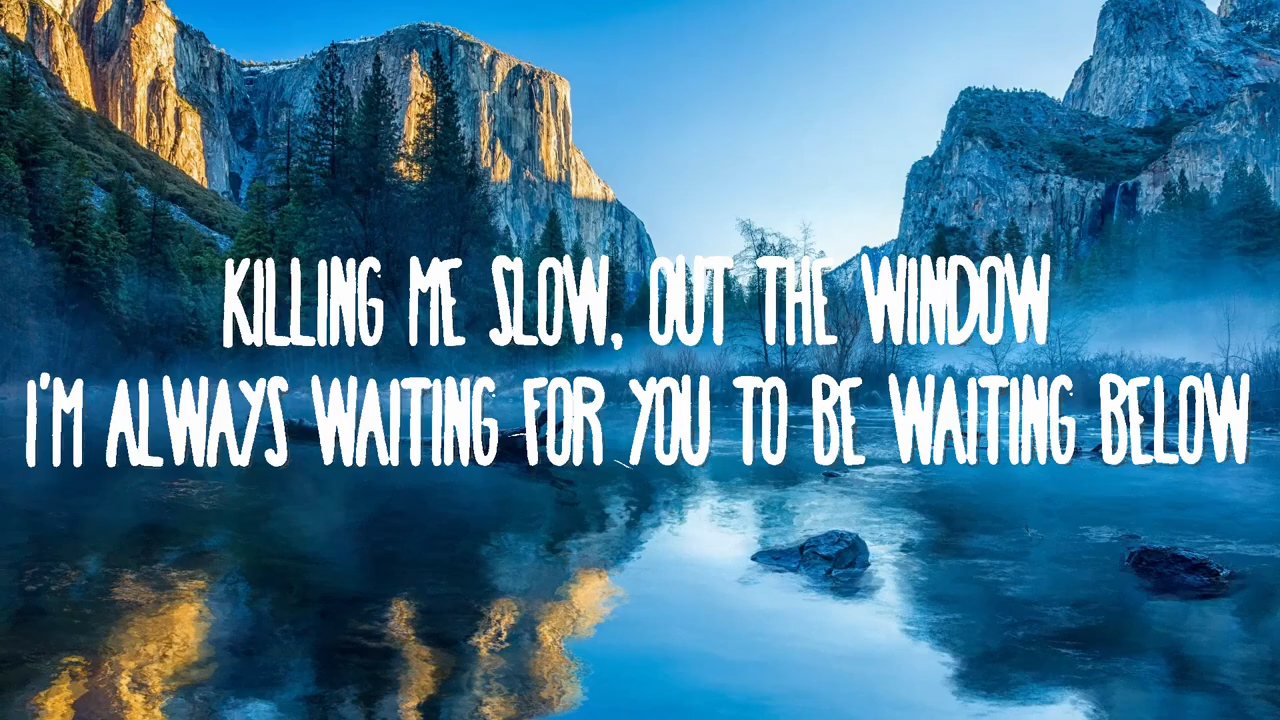 KILLING ME SLOW, OUT THE WINDOW
I'M ALWAYS WAITING FOR YOU TO BE WAITING BELOW